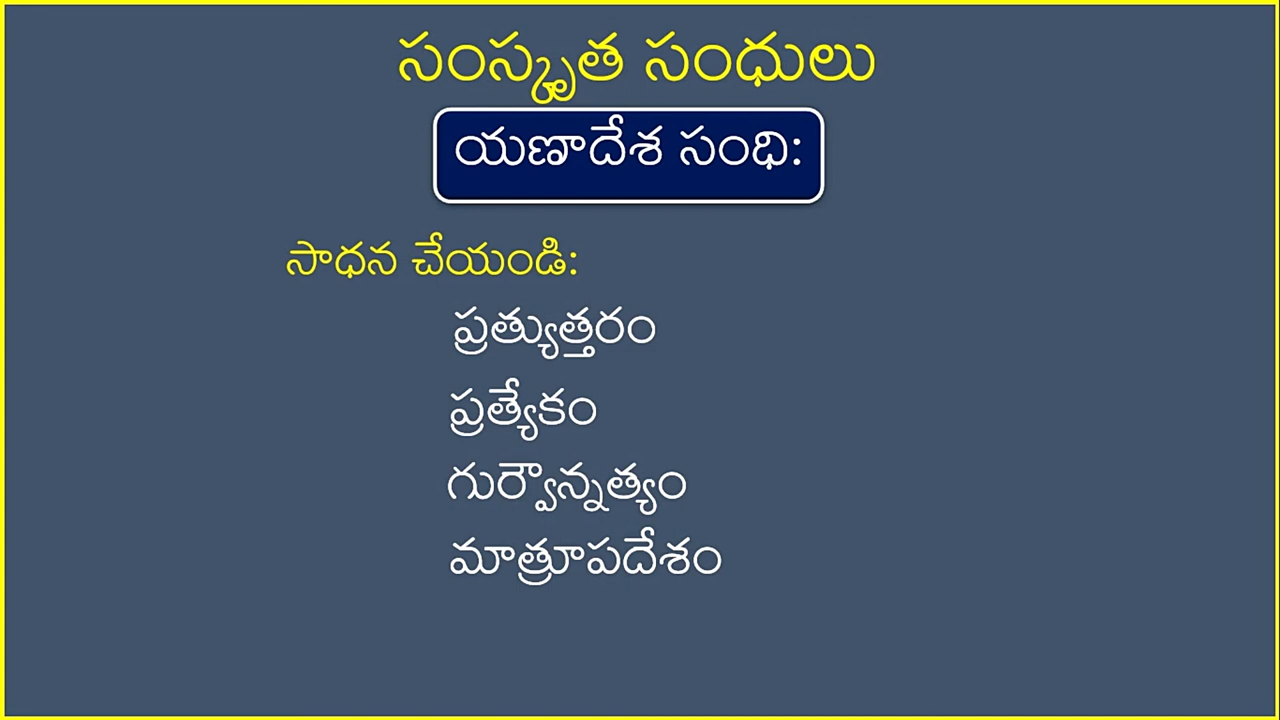 సంస్కృత సంధులు
యణాదేశ సంధి:
సాధన చేయండి:
ప్రత్యుత్తరం
ప్రత్యేకం
గుర్వౌన్నత్యం
మాత్రూపదేశం